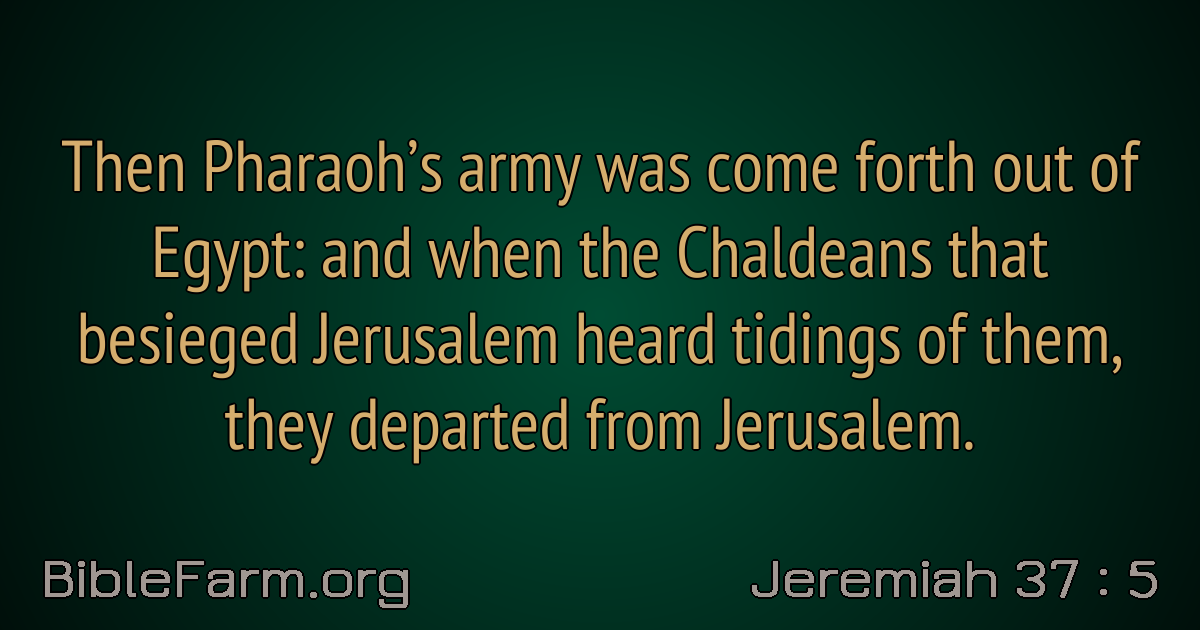 Then Pharaoh’s army was come forth out of
Egypt: and when the Chaldeans that
besieged Jerusalem heard tidings of them,
they departed from Jerusalem.
BibleFarm.org
Jeremiah 37 : 5